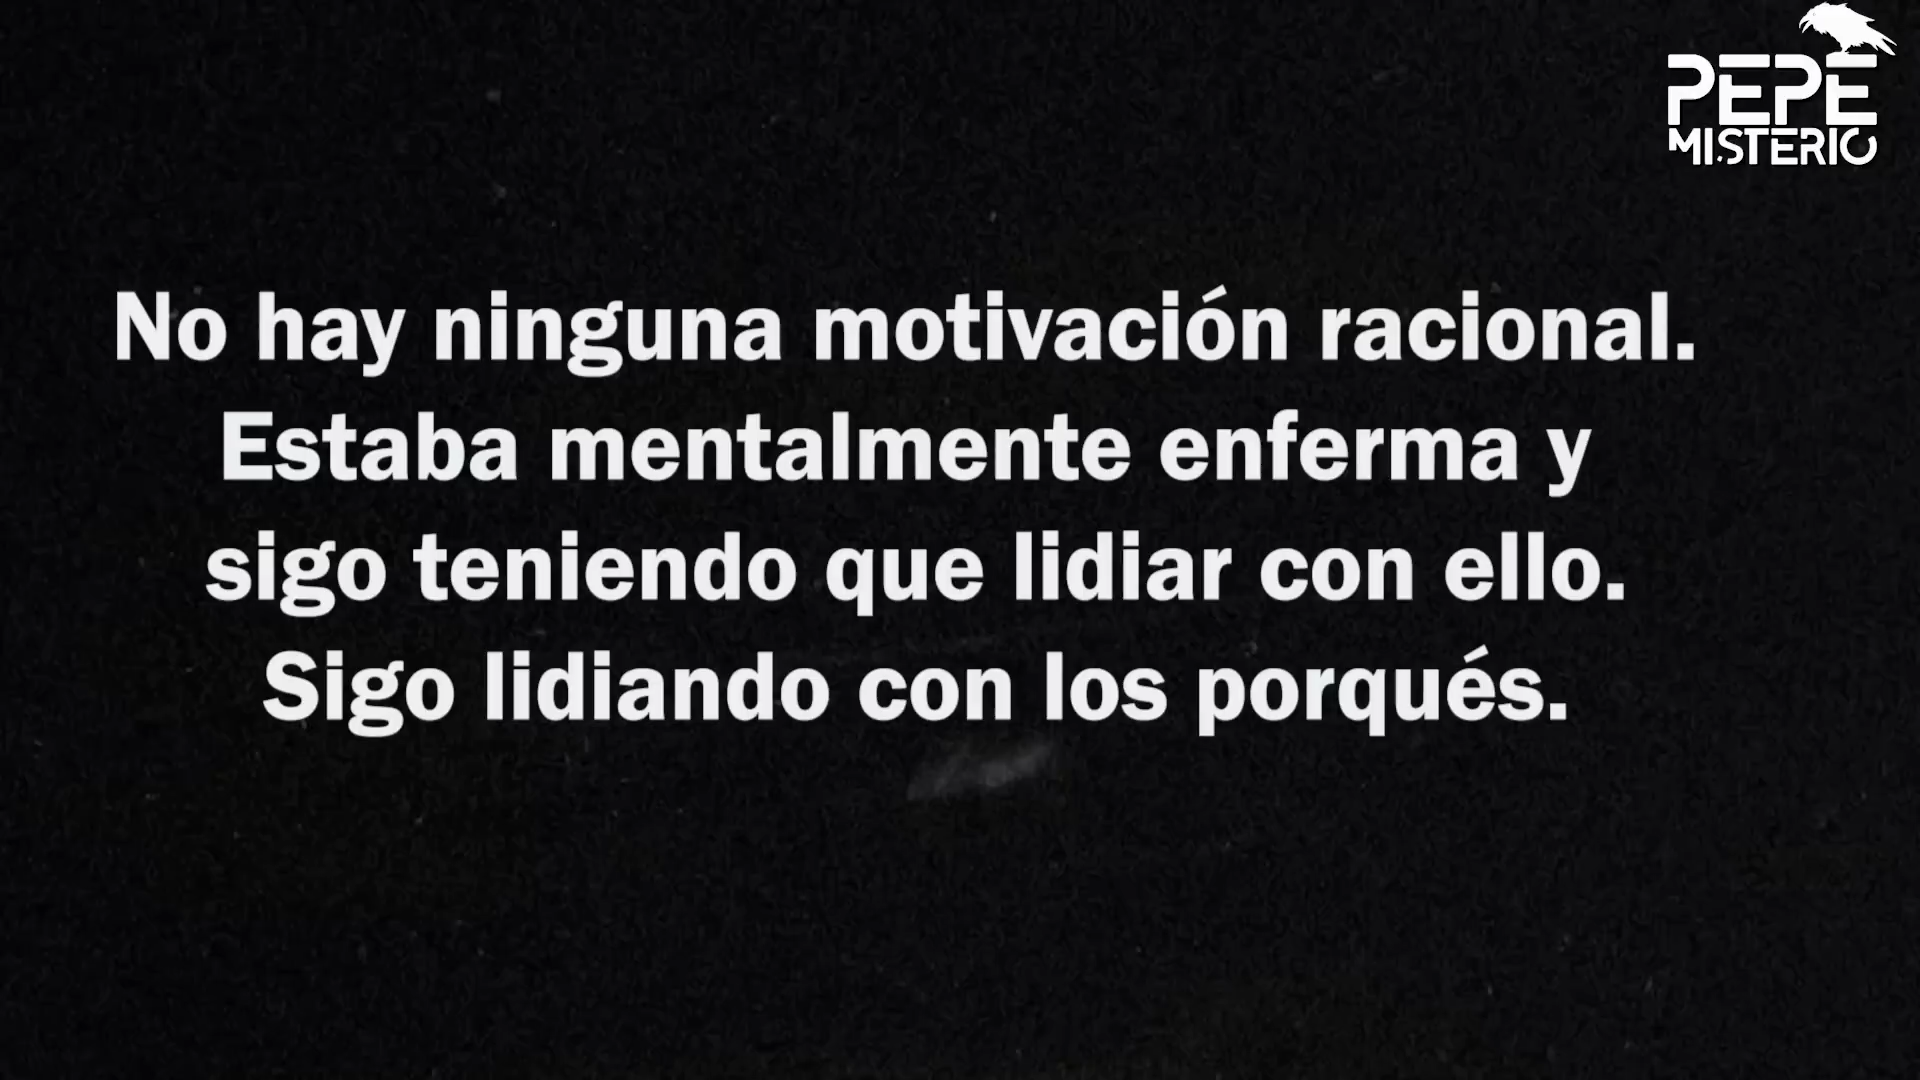 PEPE
MISTERIO
No hay ninguna motivación racional.
Estaba mentalmente enferma y
sigo teniendo que lidiar con ello.
Sigo lidiando con los porqués.